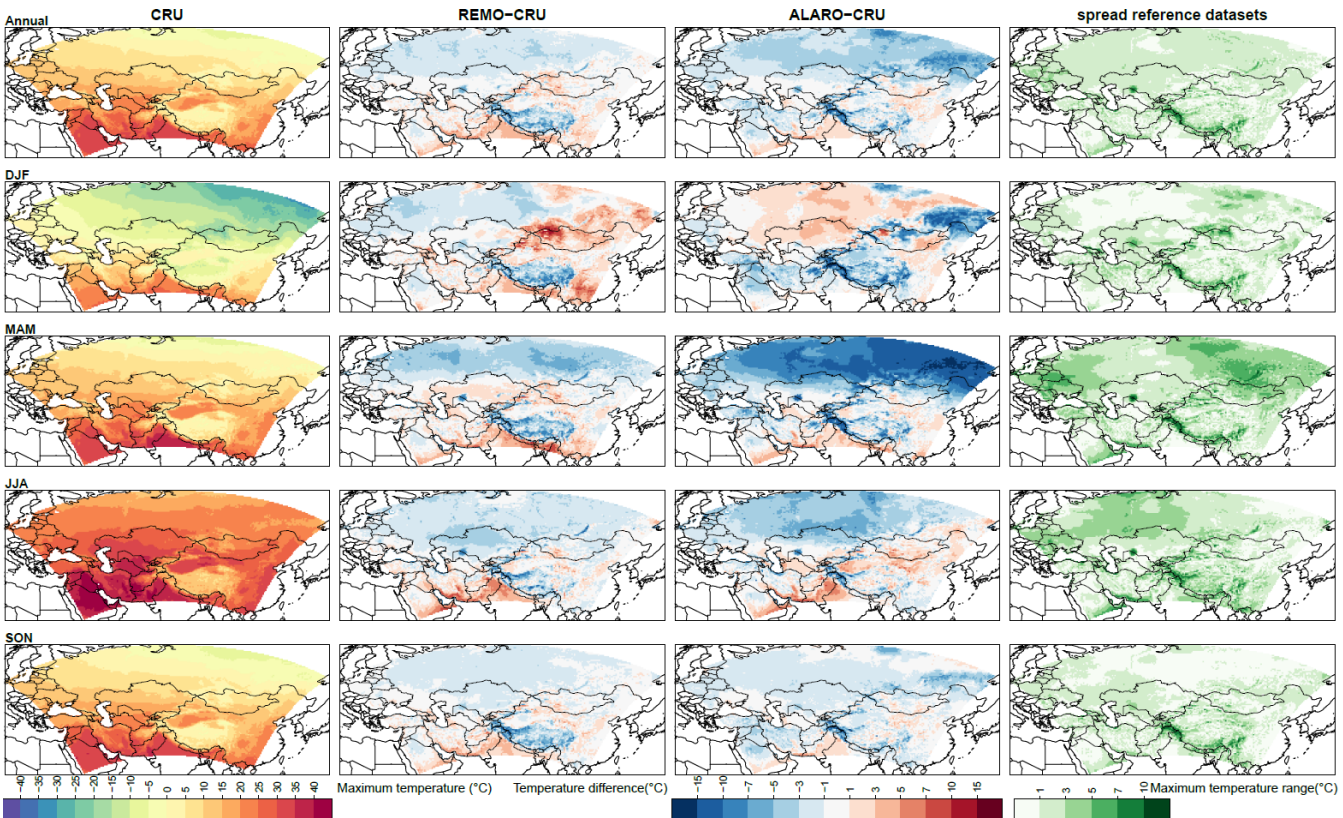 CRU REMO−CRU ALARO−CRU spread reference datasets
Annual
DJF
MAM
JJA
SON
Maximum temperature (°C) Temperature difference(°C) Maximum temperature range(°C)
−40 −35 −30 −25 −20 −15 −10 −5 0 5 10 15 20 25 30 35 40
−15 −10 −7 −5 −3 −1 1 3 5 7 10 15
1 3 5 7 10